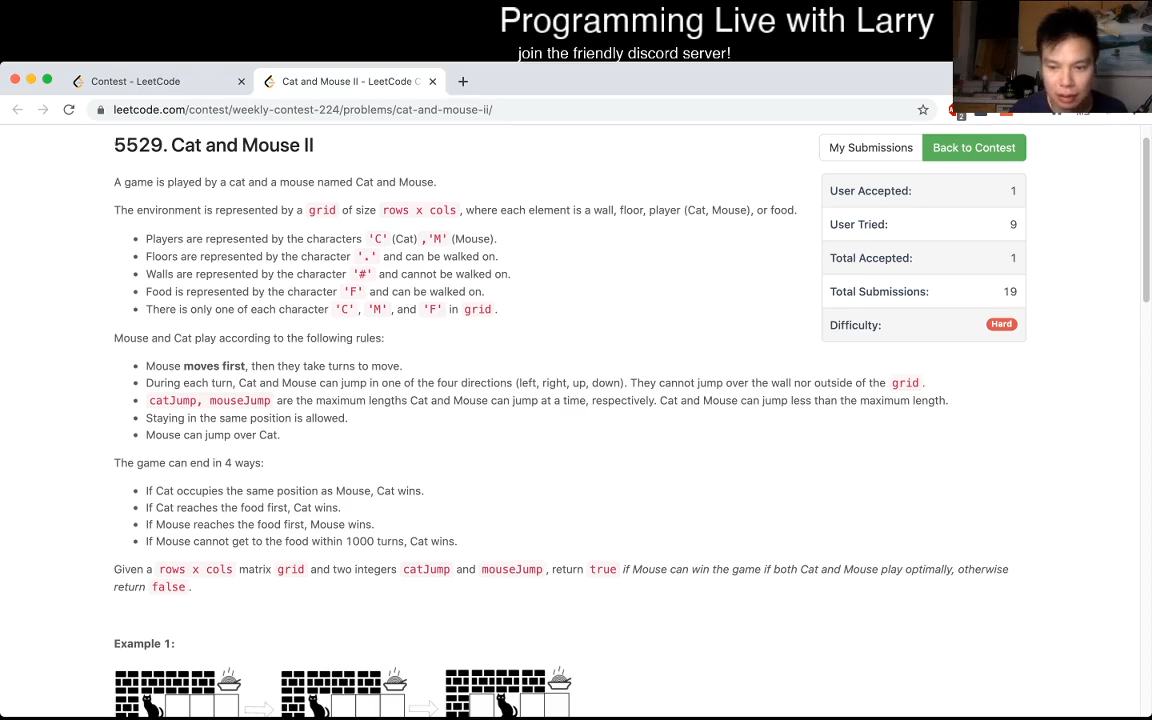 Programming Live with Larry
join the friendly discord server!
Contest - LeetCode
Cat and Mouse II - LeetCode C
leetcode.com/contest/weekly-contest-224/problems/cat-and-mouse-ii/
2
5529. Cat and Mouse II
My Submissions
Back to Contest
A game is played by a cat and a mouse named Cat and Mouse.
The environment is represented by a grid of size rows x cols, where each element is a wall, floor, player (Cat, Mouse), or food.
Players are represented by the characters 'C' (Cat) ,'M' (Mouse).
Floors are represented by the character '.' and can be walked on.
Walls are represented by the character '#' and cannot be walked on.
Food is represented by the character 'F' and can be walked on.
There is only one of each character 'C', 'M', and 'F' in grid.
User Accepted: 1
User Tried: 9
Total Accepted: 1
Total Submissions: 19
Difficulty: Hard
Mouse and Cat play according to the following rules:
Mouse moves first, then they take turns to move.
During each turn, Cat and Mouse can jump in one of the four directions (left, right, up, down). They cannot jump over the wall nor outside of the grid.
catJump, mouseJump are the maximum lengths Cat and Mouse can jump at a time, respectively. Cat and Mouse can jump less than the maximum length.
Staying in the same position is allowed.
Mouse can jump over Cat.
The game can end in 4 ways:
If Cat occupies the same position as Mouse, Cat wins.
If Cat reaches the food first, Cat wins.
If Mouse reaches the food first, Mouse wins.
If Mouse cannot get to the food within 1000 turns, Cat wins.
Given a rows x cols matrix grid and two integers catJump and mouseJump, return true if Mouse can win the game if both Cat and Mouse play optimally, otherwise
return false.
Example 1: